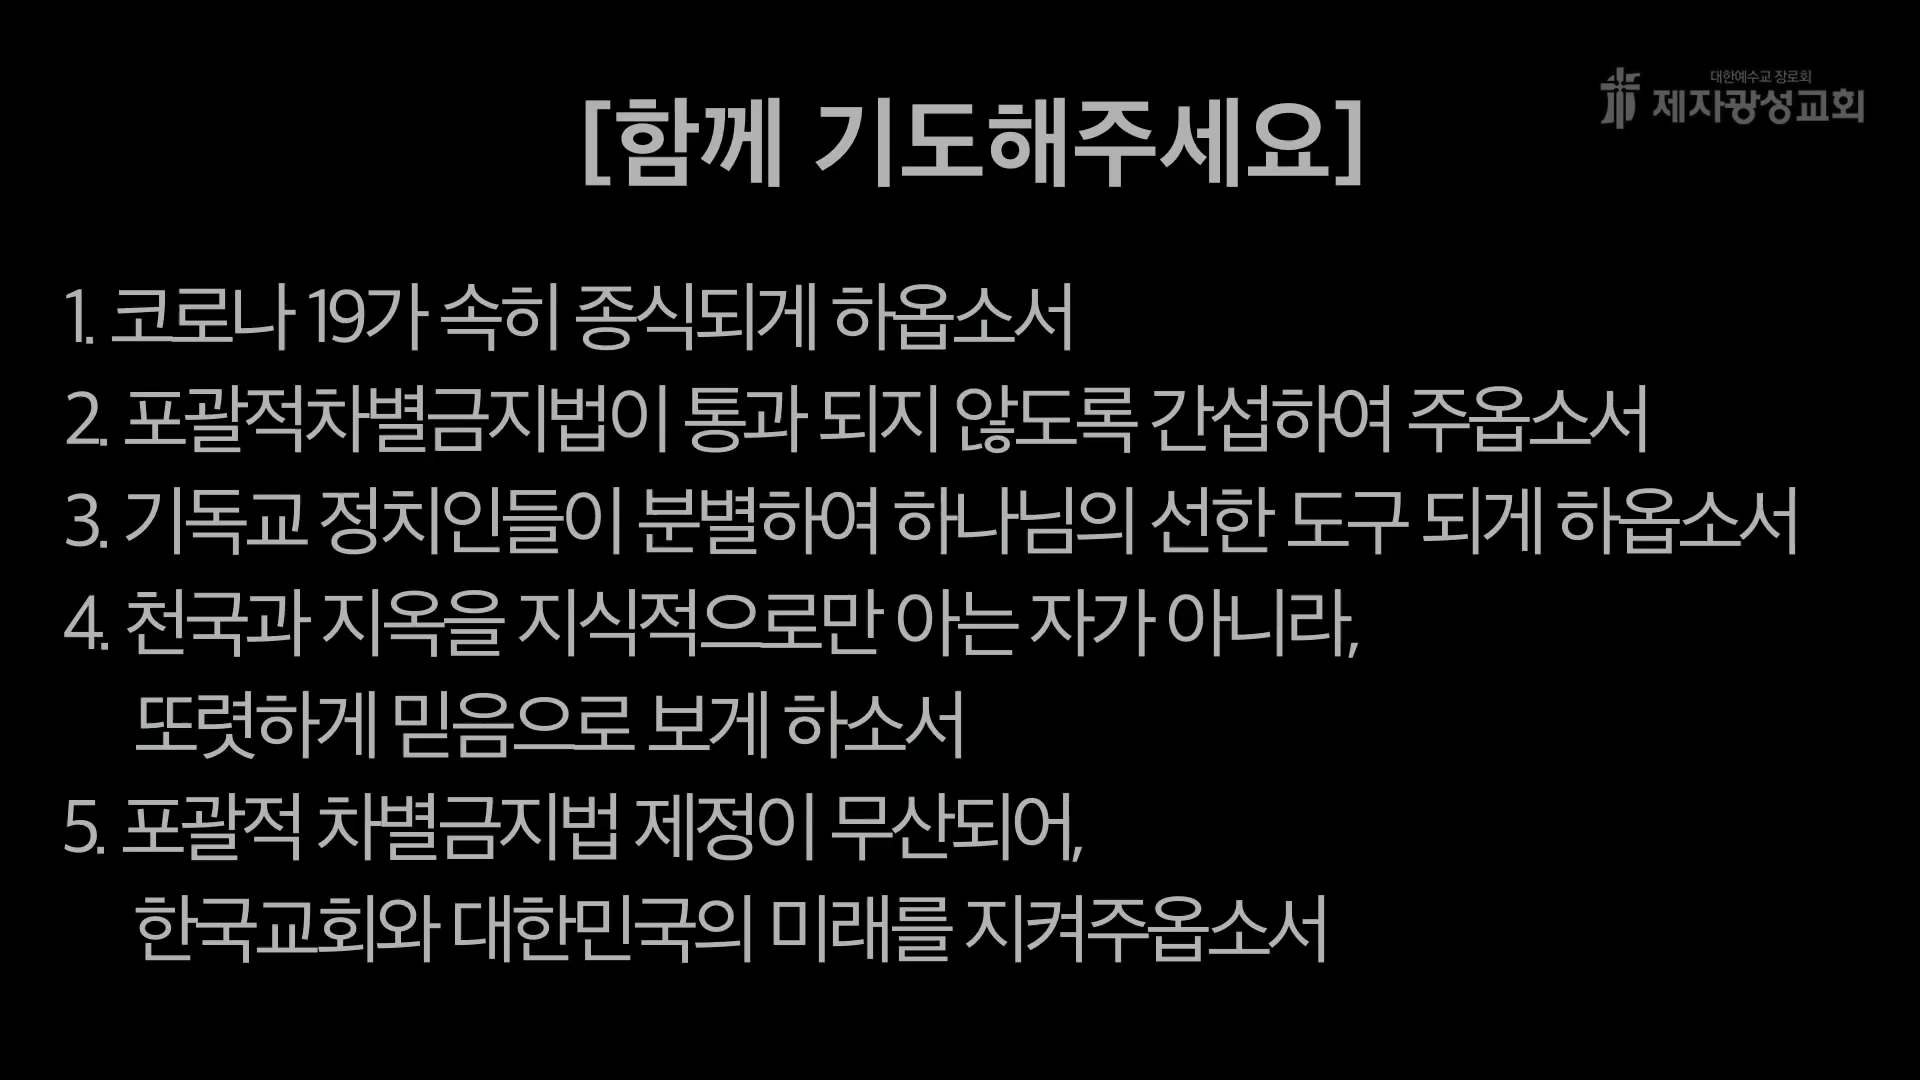 대한예수교 장로회
제자광성교회
[함께 기도해주세요]
1. 코로나 19가 속히 종식되게 하옵소서
2. 포괄적차별금지법이 통과 되지 않도록 간섭하여 주옵소서
3. 기독교 정치인들이 분별하여 하나님의 선한 도구 되게 하옵소서
4. 천국과 지옥을 지식적으로만 아는 자가 아니라,
또렷하게 믿음으로 보게 하소서
5. 포괄적 차별금지법 제정이 무산되어,
한국교회와 대한민국의 미래를 지켜주옵소서